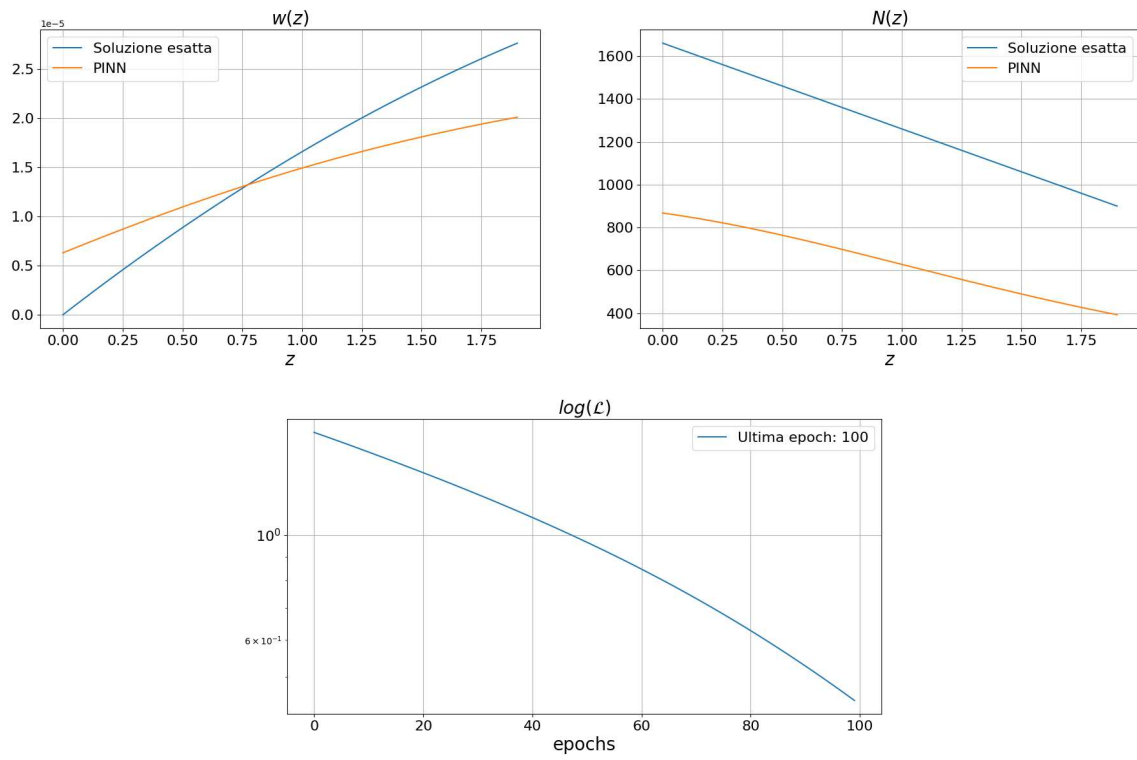 w(z)
1e−5
Soluzione esatta
PINN
2.5
2.0
1.5
1.0
0.5
0.0
0.00 0.25 0.50 0.75 1.00 1.25 1.50 1.75
z
N(z)
Soluzione esatta
PINN
1600
1400
1200
1000
800
600
400
0.00 0.25 0.50 0.75 1.00 1.25 1.50 1.75
z
log(ℒ)
Ultima epoch: 100
10⁰
6 × 10⁻¹
0 20 40 60 80 100
epochs